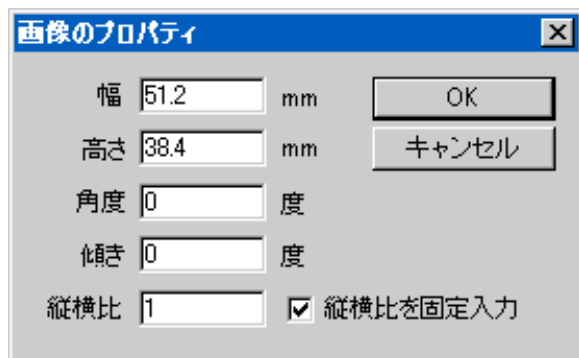 画像のプロパティ
幅 51.2 mm OK
高さ 38.4 mm キャンセル
角度 0 度
傾き 0 度
縦横比 1 縦横比を固定入力